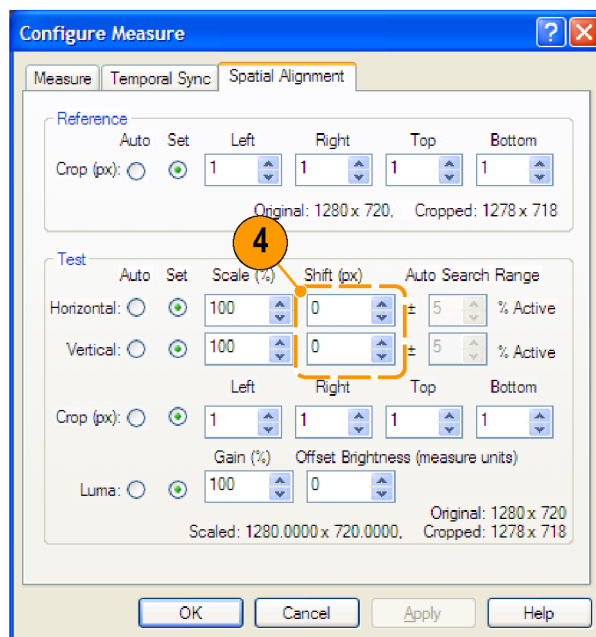 Configure Measure
Measure Temporal Sync Spatial Alignment
Reference
Auto Set Left Right Top Bottom
Crop (px): 1 1 1 1
Original: 1280 x 720, Cropped: 1278 x 718
4
Test
Auto Set Scale (%) Shift (px) Auto Search Range
Horizontal: 100 0 ± 5 % Active
Vertical: 100 0 ± 5 % Active
Left Right Top Bottom
Crop (px): 1 1 1 1
Gain (%) Offset Brightness (measure units)
Luma: 100 0
Original: 1280 x 720
Scaled: 1280.0000 x 720.0000, Cropped: 1278 x 718
OK Cancel Apply Help